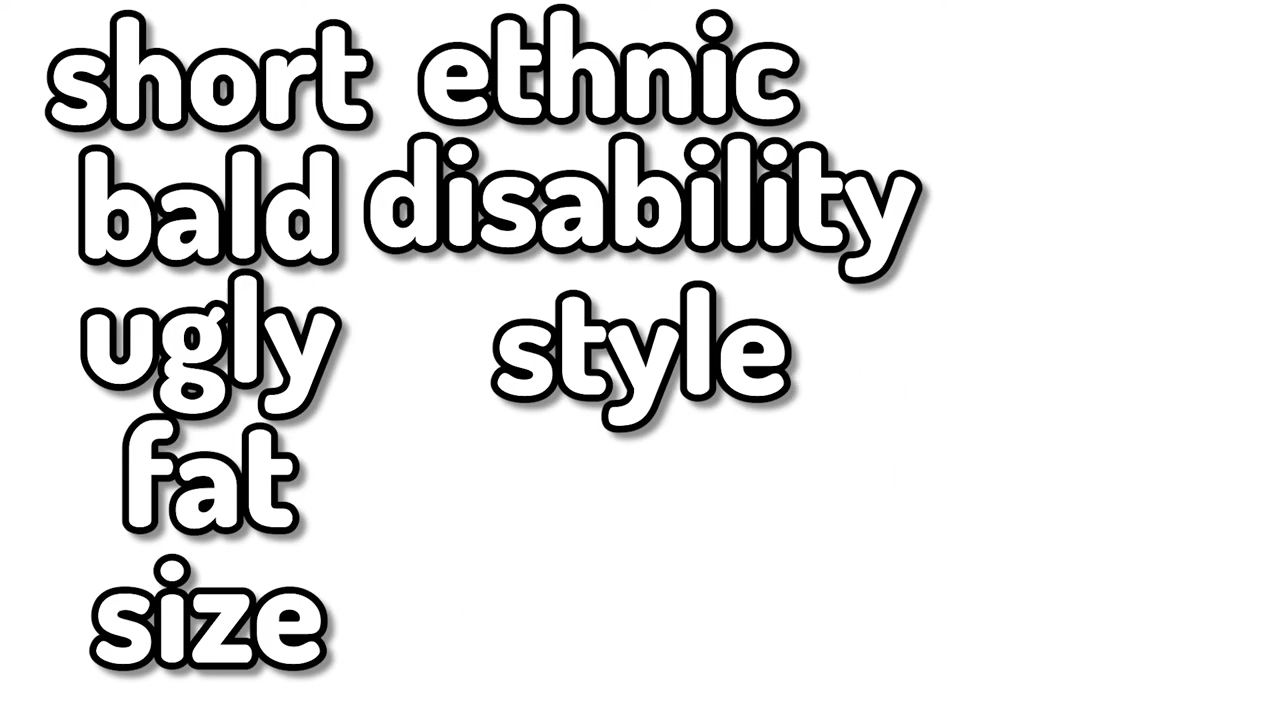 short
bald
ugly
fat
size
ethnic
disability
style